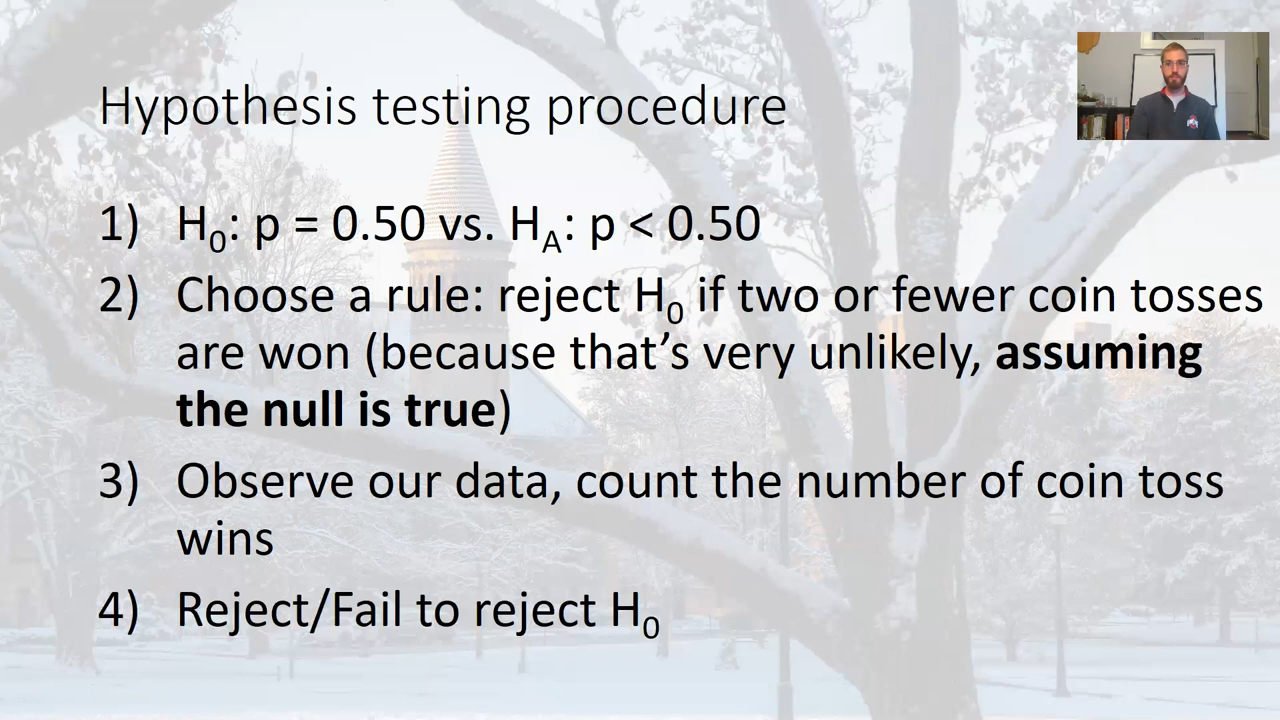 Hypothesis testing procedure
1) H₀: p = 0.50 vs. Hₐ: p < 0.50
2) Choose a rule: reject H₀ if two or fewer coin tosses
are won (because that’s very unlikely, assuming
the null is true)
3) Observe our data, count the number of coin toss
wins
4) Reject/Fail to reject H₀